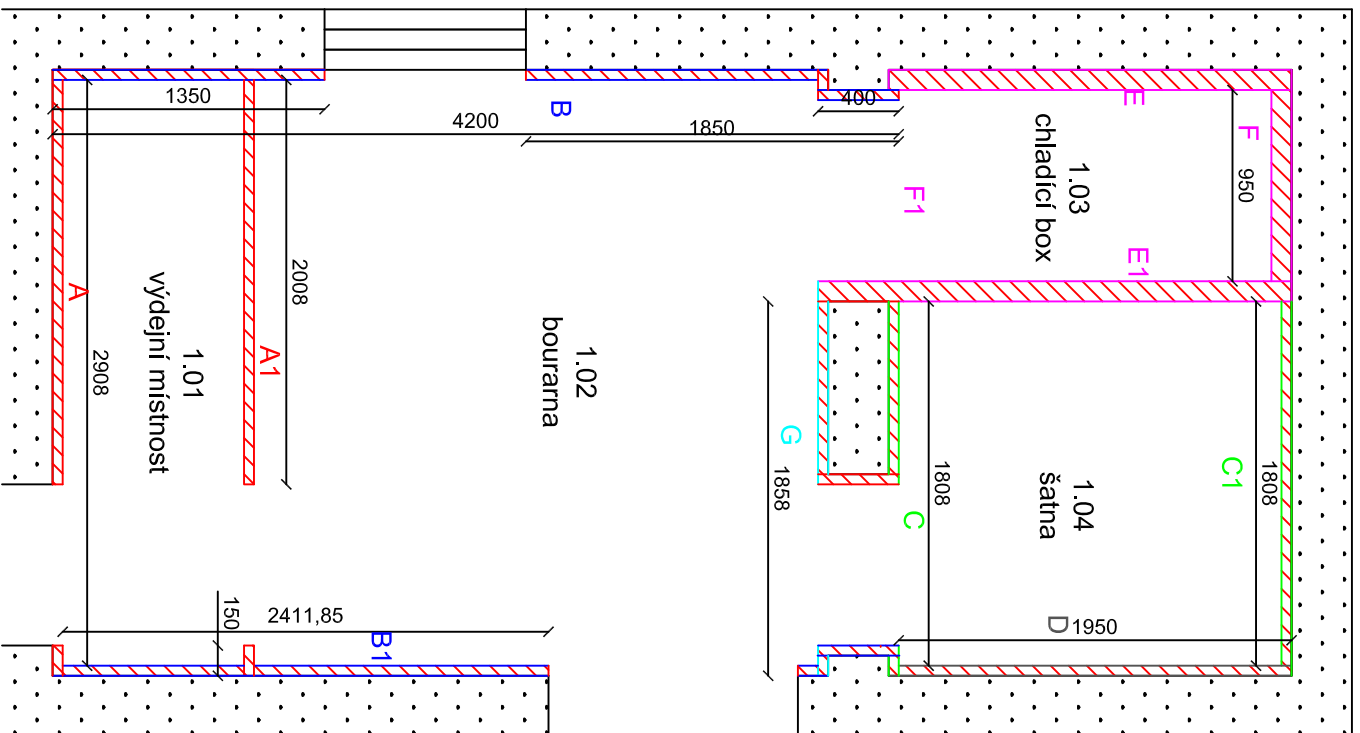 1350
4200
B
1850
400
E
F
1.03
chladící box
950
F1
E1
2008
A
výdejní místnost
1.01
A1
2908
bourarna
1.02
G
1858
1808
C
1.04
šatna
C1
1808
150
2411,85
B1
D
1950